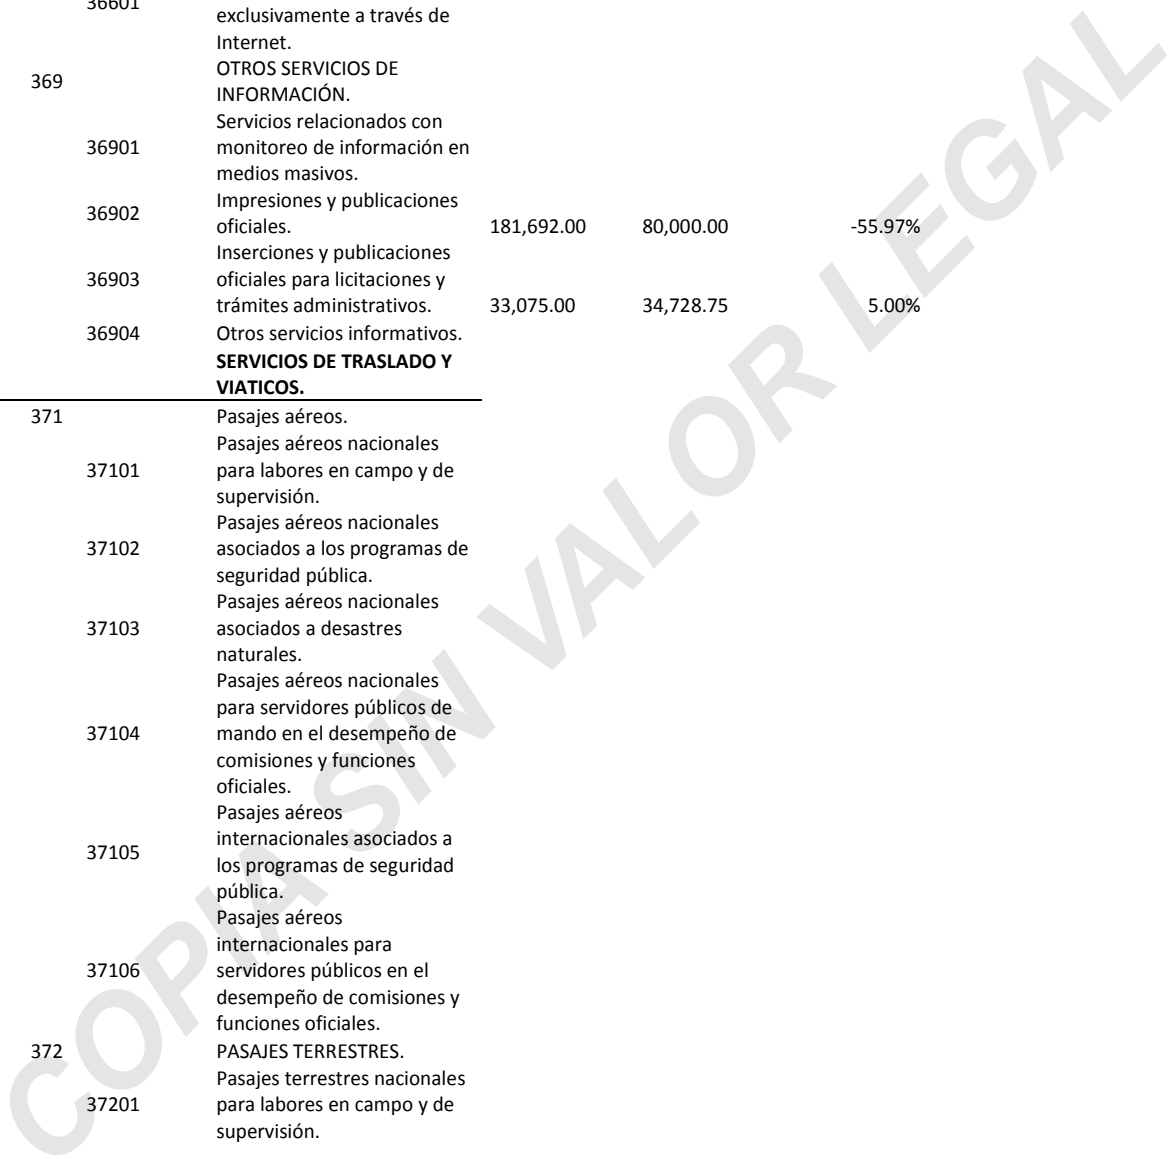 36601
exclusivamente a través de
Internet.
369
OTROS SERVICIOS DE
INFORMACIÓN.
36901
Servicios relacionados con
monitoreo de información en
medios masivos.
36902
Impresiones y publicaciones
oficiales. 181,692.00 80,000.00 -55.97%
36903
Inserciones y publicaciones
oficiales para licitaciones y
trámites administrativos. 33,075.00 34,728.75 5.00%
36904 Otros servicios informativos.
SERVICIOS DE TRASLADO Y
VIATICOS.
371 Pasajes aéreos.
37101
Pasajes aéreos nacionales
para labores en campo y de
supervisión.
37102
Pasajes aéreos nacionales
asociados a los programas de
seguridad pública.
37103
Pasajes aéreos nacionales
asociados a desastres
naturales.
37104
Pasajes aéreos nacionales
para servidores públicos de
mando en el desempeño de
comisiones y funciones
oficiales.
37105
Pasajes aéreos
internacionales asociados a
los programas de seguridad
pública.
37106
Pasajes aéreos
internacionales para
servidores públicos en el
desempeño de comisiones y
funciones oficiales.
372 PASAJES TERRESTRES.
37201
Pasajes terrestres nacionales
para labores en campo y de
supervisión.
COPIA SIN VALOR LEGAL